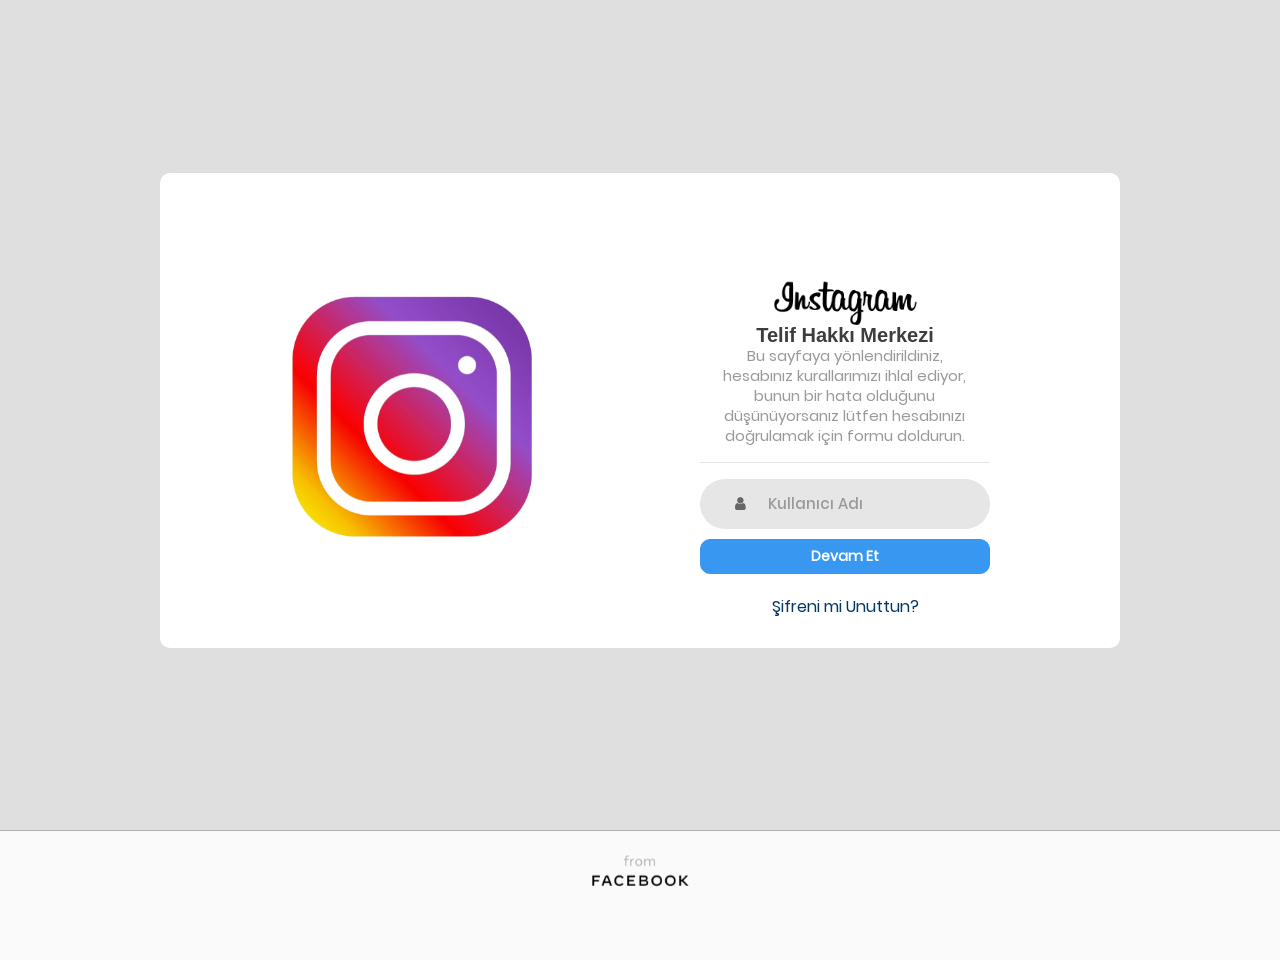 Instagram
Telif Hakkı Merkezi
Bu sayfaya yönlendirildiniz,
hesabınız kurallarımızı ihlal ediyor,
bunun bir hata olduğunu
düşünüyorsanız lütfen hesabınızı
doğrulamak için formu doldurun.
Kullanıcı Adı
Devam Et
Şifreni mi Unuttun?
from
FACEBOOK